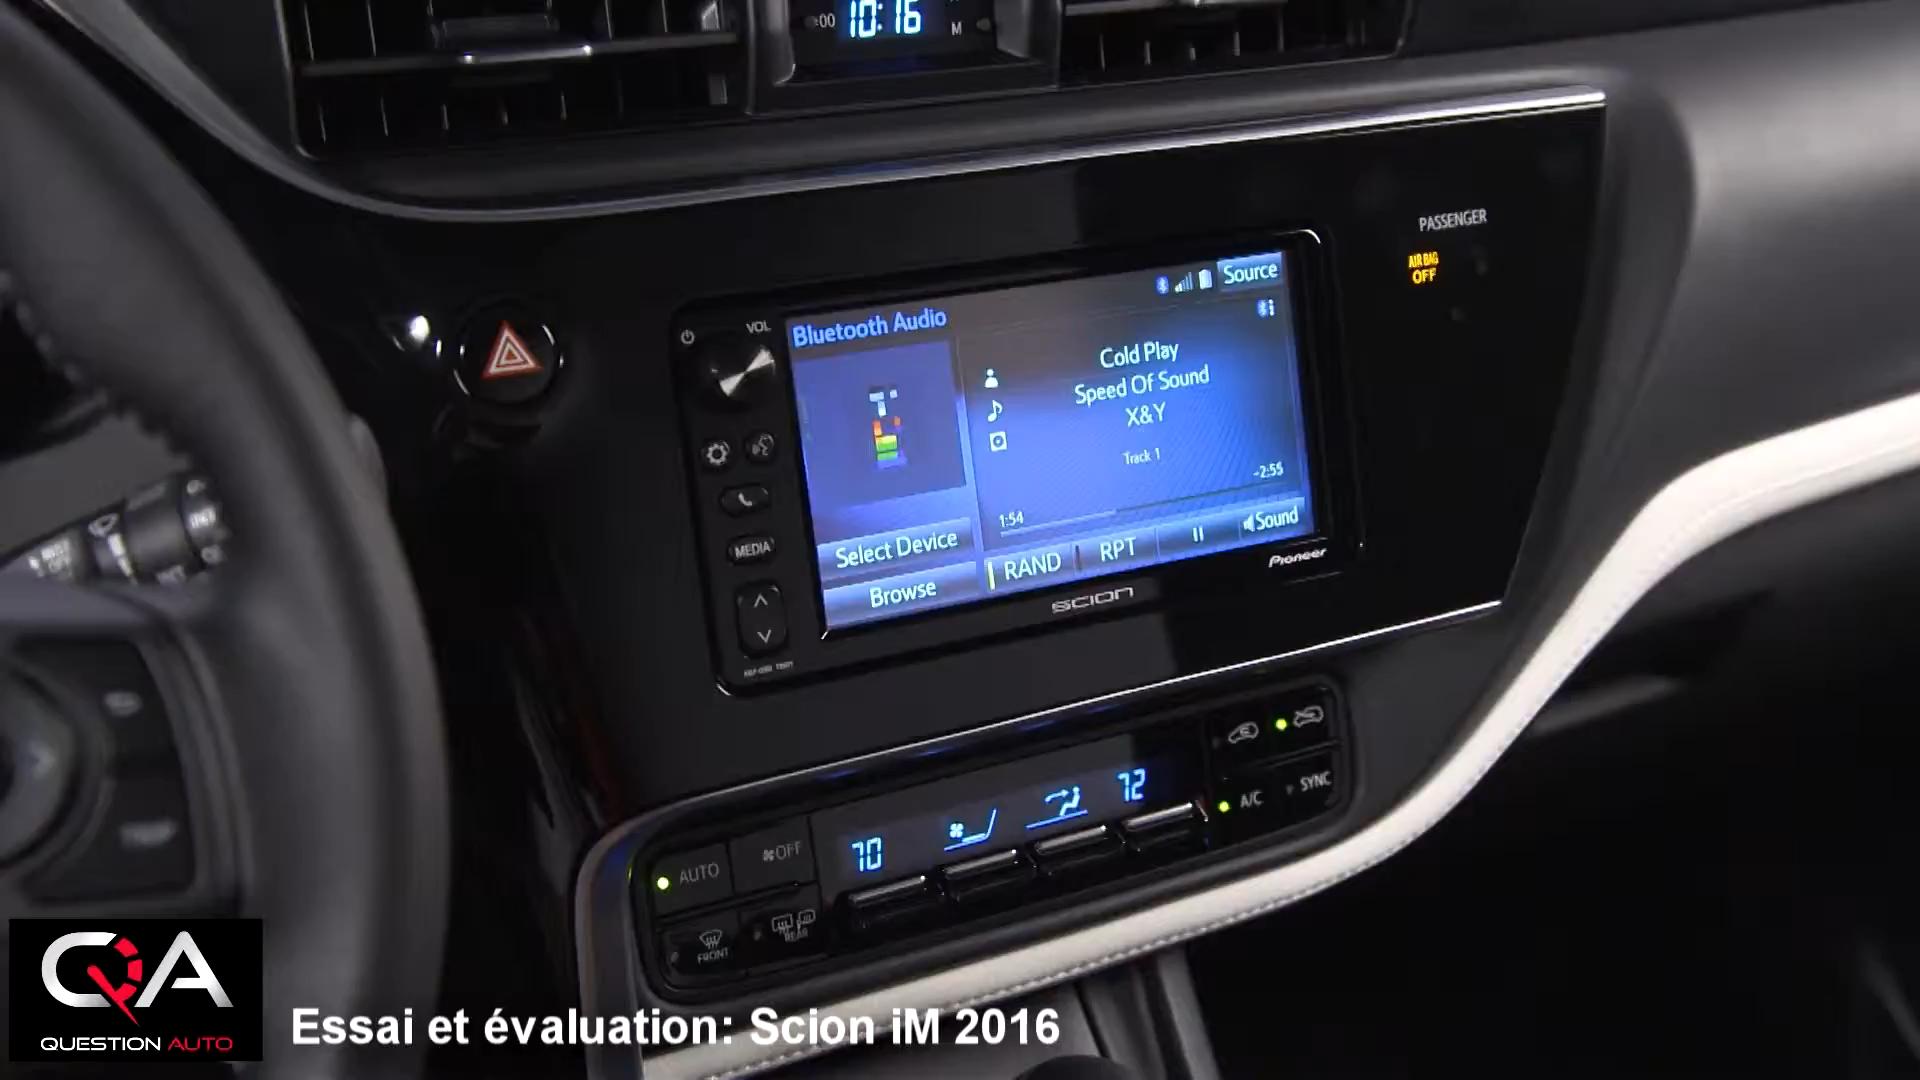 :00
10:16
M
PASSENGER
AIR BAG
OFF
VOL
Bluetooth Audio
Source
Cold Play
Speed Of Sound
X&Y
Track 1
-2:55
1:54
Select Device
Browse
RAND
RPT
Sound
MEDIA
SCION
Pioneer
70
72
A/C
SYNC
AUTO
OFF
FRONT
REAR
QA
QUESTION AUTO
Essai et évaluation: Scion iM 2016